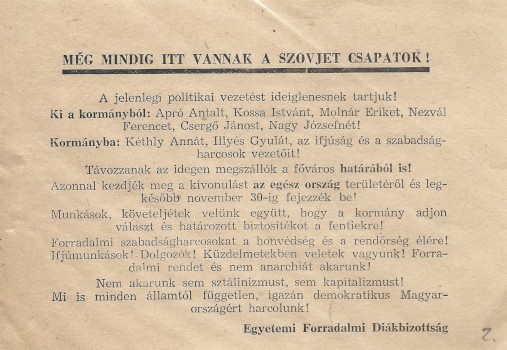 MÉG MINDIG ITT VANNAK A SZOVJET CSAPATOK!
A jelenlegi politikai vezetést ideiglenesnek tartjuk!
Ki a kormányból: Apró Antalt, Kossa Istvánt, Molnár Eriket, Nezvál
Ferencet, Csergő Jánost, Nagy Józsefnét!
Kormányba: Kéthly Annát, Illyés Gyulát, az ifjúság és a szabadság-
harcosok vezetőit!
Távozzanak az idegen megszállók a főváros határából is!
Azonnal kezdjék meg a kivonulást az egész ország területéről és leg-
később november 30-ig fejezzék be!
Munkások, követeljétek velünk együtt, hogy a kormány adjon
választ és határozott biztosítékot a fentiekre!
Forradalmi szabadságharcosokat a honvédség és a rendőrség élére!
Ifjúmunkások! Dolgozók! Küzdelmetekben veletek vagyunk! Forra-
dalmi rendet és nem anarchiát akarunk!
Nem akarunk sem sztálinizmust, sem kapitalizmust!
Mi is minden államtól független, igazán demokratikus Magyar-
országért harcolunk!
Egyetemi Forradalmi Diákbizottság
2.